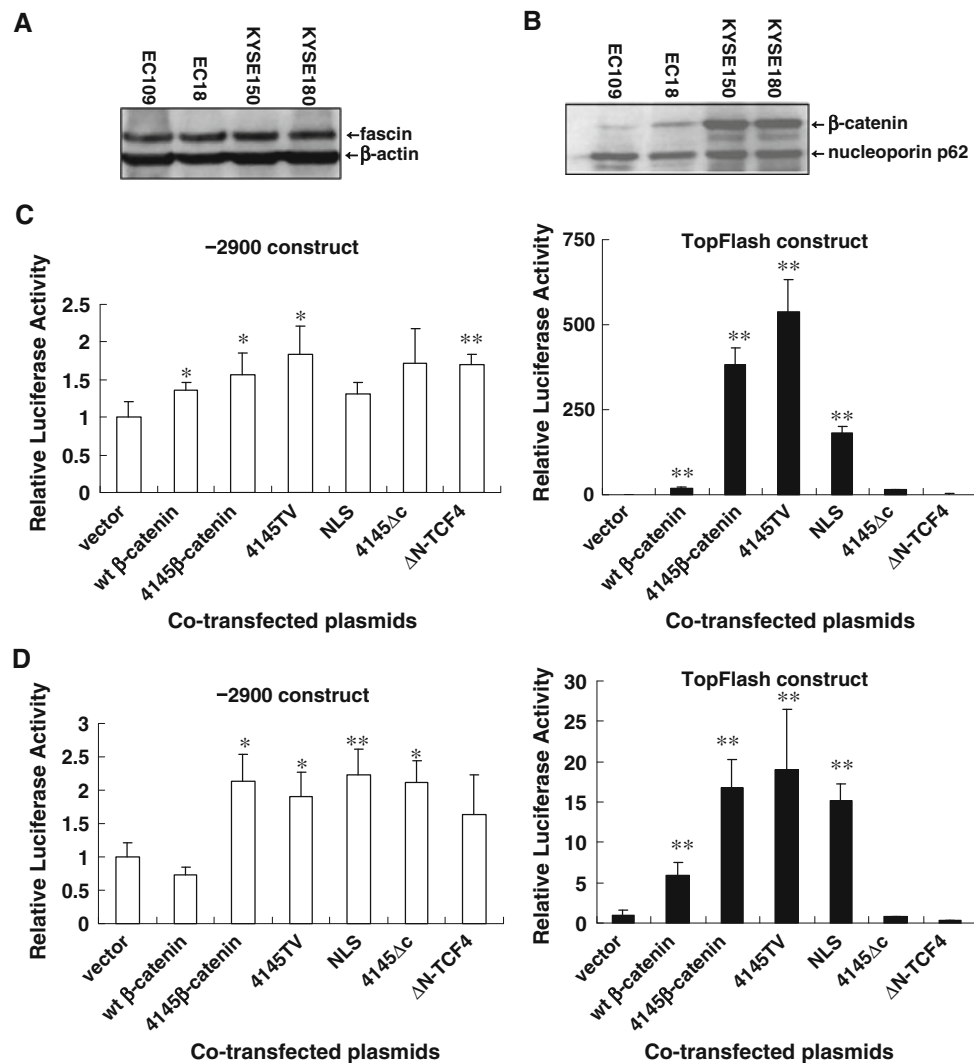 A
EC109
EC18
KYSE150
KYSE180
←fascin
←β-actin
B
EC109
EC18
KYSE150
KYSE180
←β-catenin
←nucleoporin p62
C
−2900 construct
Relative Luciferase Activity
2.5
2
1.5
1
0.5
0
*
*
*
**
vector
wt β-catenin
4145β-catenin
4145TV
NLS
4145Δc
ΔN-TCF4
Co-transfected plasmids
TopFlash construct
Relative Luciferase Activity
750
500
250
0
**
**
**
**
vector
wt β-catenin
4145β-catenin
4145TV
NLS
4145Δc
ΔN-TCF4
Co-transfected plasmids
D
−2900 construct
Relative Luciferase Activity
3
2.5
2
1.5
1
0.5
0
*
*
**
*
vector
wt β-catenin
4145β-catenin
4145TV
NLS
4145Δc
ΔN-TCF4
Co-transfected plasmids
TopFlash construct
Relative Luciferase Activity
30
25
20
15
10
5
0
**
**
**
**
vector
wt β-catenin
4145β-catenin
4145TV
NLS
4145Δc
ΔN-TCF4
Co-transfected plasmids